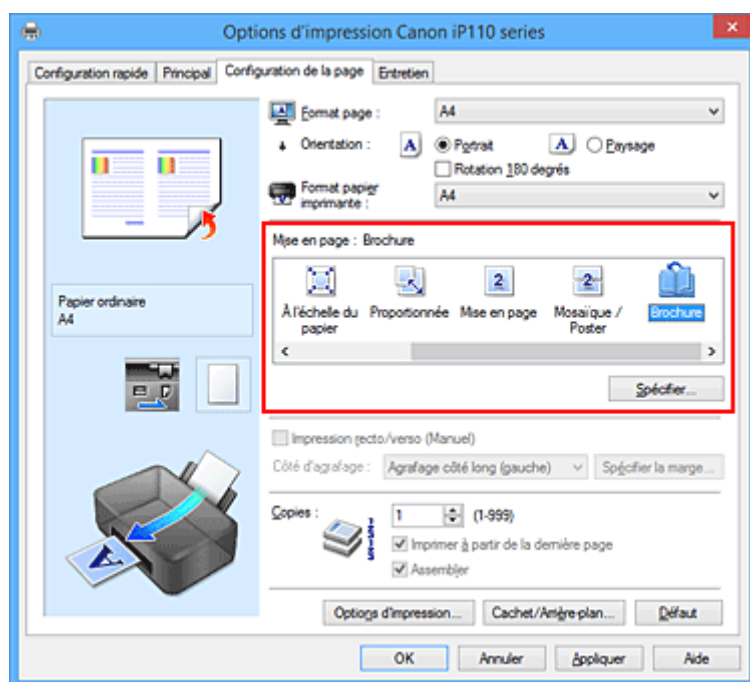 Options d'impression Canon iP110 series
Configuration rapide
Principal
Configuration de la page
Entretien
Format page :
A4
Orientation :
A
Portrait
A
Paysage
Rotation 180 degrés
Format papier
imprimante :
A4
Mise en page : Brochure
À l'échelle du
papier
Proportionnée
2
Mise en page
2
Mosaïque /
Poster
Brochure
Spécifier...
Papier ordinaire
A4
Impression recto/verso (Manuel)
Côté d'agrafage :
Agrafage côté long (gauche)
Spécifier la marge...
Copies :
1
(1-999)
Imprimer à partir de la dernière page
Assembler
A
Options d'impression...
Cachet/Arrière-plan...
Défaut
OK
Annuler
Appliquer
Aide